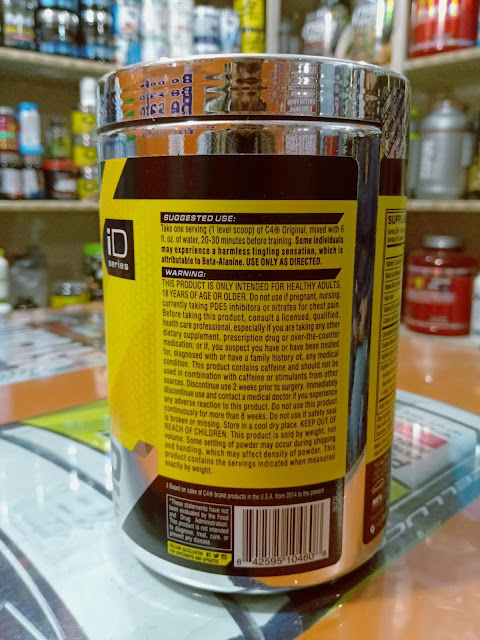 iD
series
SUGGESTED USE:
Take one serving (1 level scoop) of C4® Original, mixed with 6
fl. oz. of water, 20-30 minutes before training. Some individuals
may experience a harmless tingling sensation, which is
attributable to Beta-Alanine. USE ONLY AS DIRECTED.
WARNING:
THIS PRODUCT IS ONLY INTENDED FOR HEALTHY ADULTS,
18 YEARS OF AGE OR OLDER. Do not use if pregnant, nursing,
currently taking PDE5 inhibitors or nitrates for chest pain.
Before taking this product, consult a licensed, qualified,
health care professional, especially if you are taking any other
dietary supplement, prescription drug or over-the-counter
medication; or if, you suspect you have or have been treated
for, diagnosed with or have a family history of, any medical
condition. This product contains caffeine and should not be
used in combination with caffeine or stimulants from other
sources. Discontinue use 2 weeks prior to surgery. Immediately
discontinue use and contact a medical doctor if you experience
any adverse reaction to this product. Do not use this product
continuously for more than 8 weeks. Do not use if safety seal
is broken or missing. Store in a cool dry place. KEEP OUT OF
REACH OF CHILDREN. This product is sold by weight, not
volume. Some settling of powder may occur during shipping
and handling, which may affect density of powder. This
product contains the servings indicated when measured
exactly by weight.
‡ Based on sales of C4® brand products in the U.S.A. from 2014 to the present
*These statements have not
been evaluated by the Food
and Drug Administration.
This product is not intended
to diagnose, treat, cure, or
prevent any disease.
8 42595 10460 8